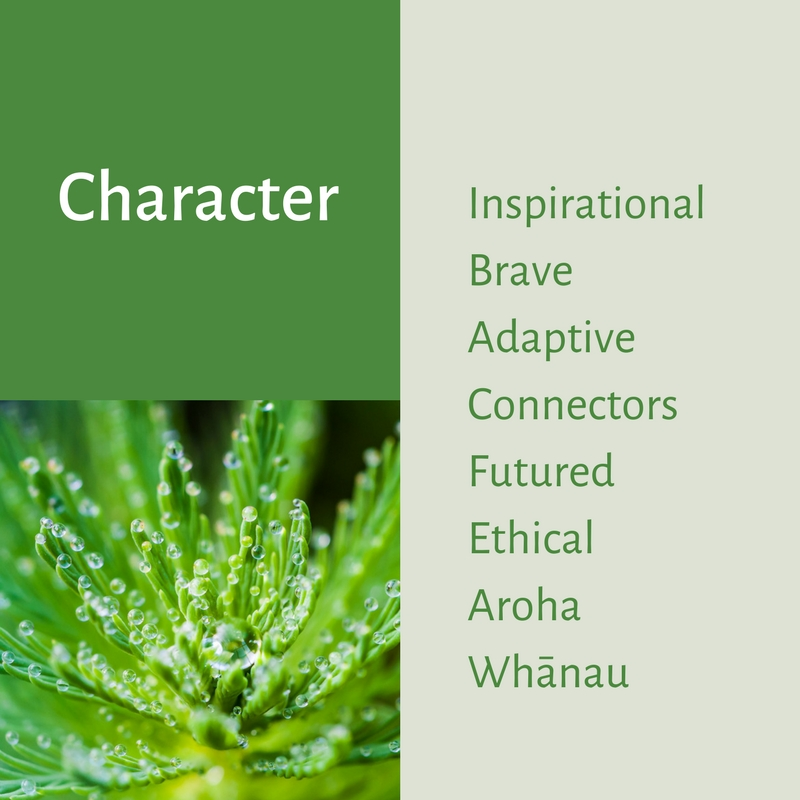 Character
Inspirational
Brave
Adaptive
Connectors
Futured
Ethical
Aroha
Whānau